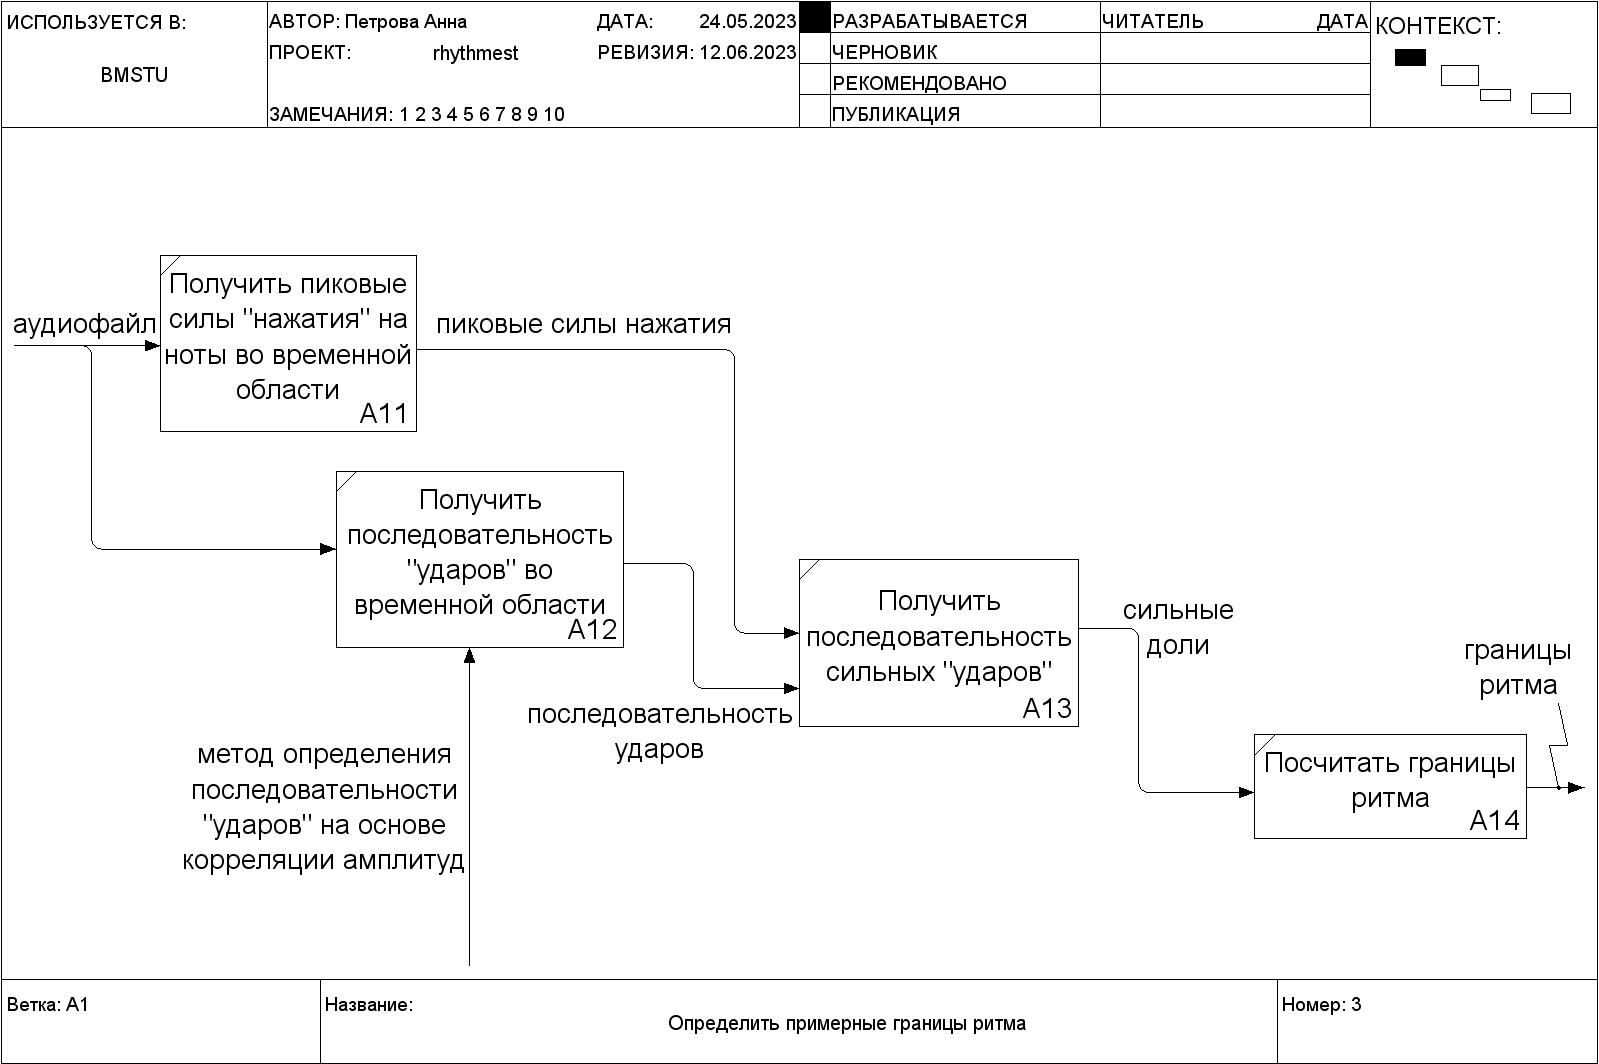 ИСПОЛЬЗУЕТСЯ В:
BMSTU
АВТОР: Петрова Анна
ДАТА: 24.05.2023
ПРОЕКТ: rhythmest
РЕВИЗИЯ: 12.06.2023
ЗАМЕЧАНИЯ: 1 2 3 4 5 6 7 8 9 10
РАЗРАБАТЫВАЕТСЯ
ЧЕРНОВИК
РЕКОМЕНДОВАНО
ПУБЛИКАЦИЯ
ЧИТАТЕЛЬ
ДАТА
КОНТЕКСТ:
аудиофайл
Получить пиковые
силы "нажатия" на
ноты во временной
области
A11
пиковые силы нажатия
Получить
последовательность
"ударов" во
временной области
A12
метод определения
последовательности
"ударов" на основе
корреляции амплитуд
последовательность
ударов
Получить
последовательность
сильных "ударов"
A13
сильные
доли
Посчитать границы
ритма
A14
границы
ритма
Ветка: A1
Название:
Определить примерные границы ритма
Номер: 3